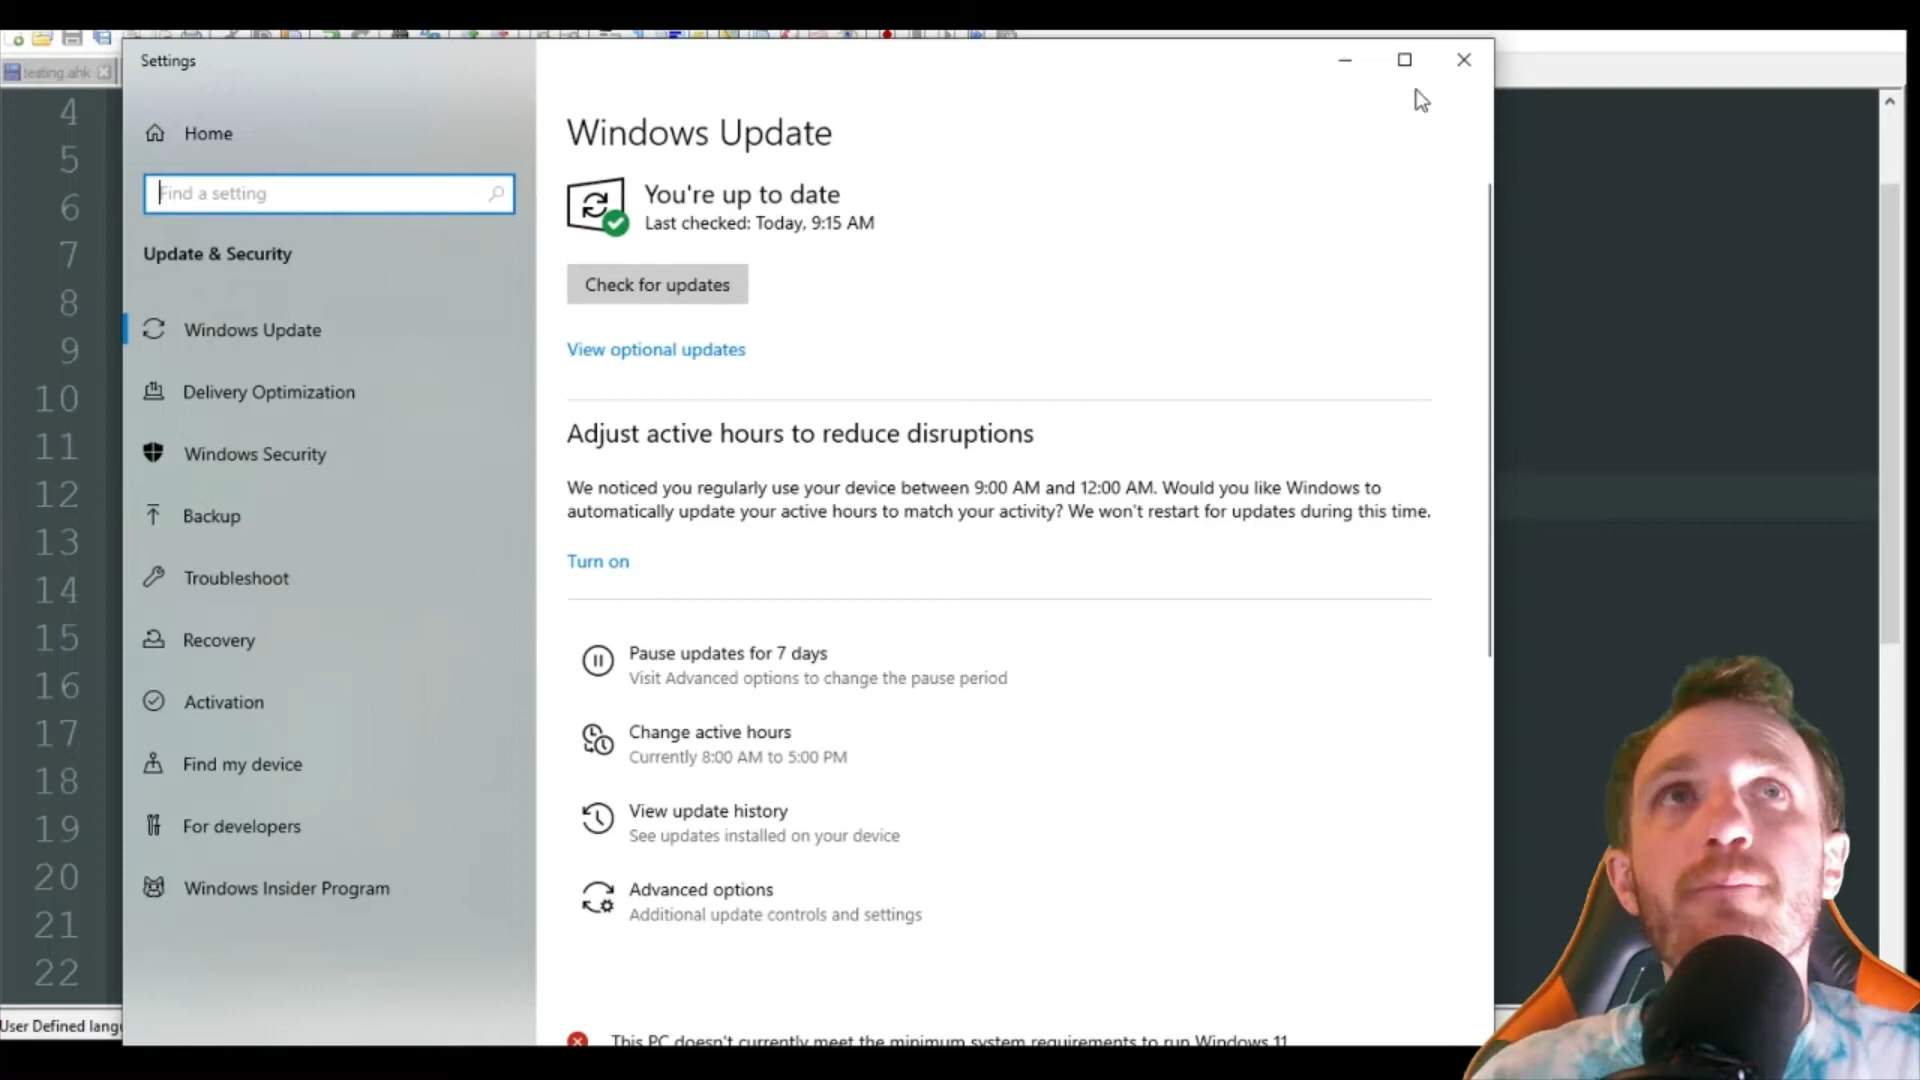 Settings
testing.ahk
Home
Find a setting
Update & Security
Windows Update
Delivery Optimization
Windows Security
Backup
Troubleshoot
Recovery
Activation
Find my device
For developers
Windows Insider Program
Windows Update
You're up to date
Last checked: Today, 9:15 AM
Check for updates
View optional updates
Adjust active hours to reduce disruptions
We noticed you regularly use your device between 9:00 AM and 12:00 AM. Would you like Windows to
automatically update your active hours to match your activity? We won't restart for updates during this time.
Turn on
Pause updates for 7 days
Visit Advanced options to change the pause period
Change active hours
Currently 8:00 AM to 5:00 PM
View update history
See updates installed on your device
Advanced options
Additional update controls and settings
This PC doesn't currently meet the minimum system requirements to run Windows 11
4
5
6
7
8
9
10
11
12
13
14
15
16
17
18
19
20
21
22
User Defined langu